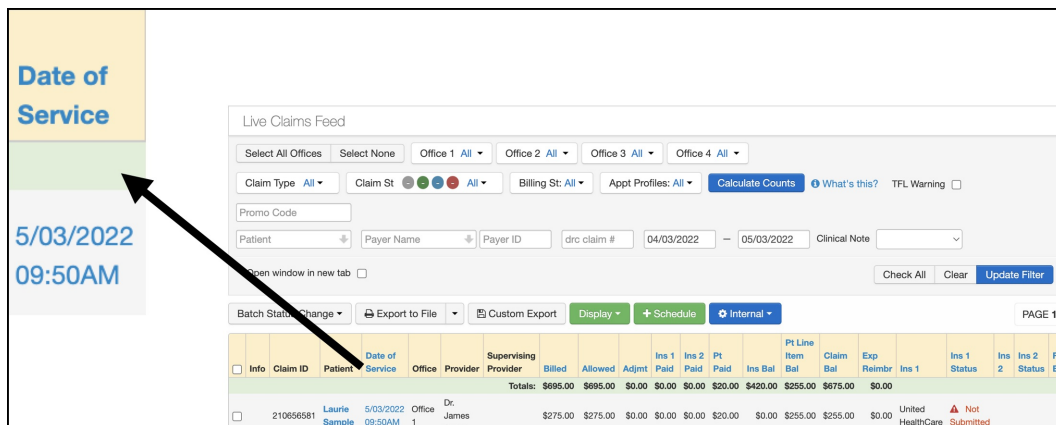 Date of
Service
5/03/2022
09:50AM
Live Claims Feed
Select All Offices Select None Office 1 All Office 2 All Office 3 All Office 4 All
Claim Type All Claim St - - - - All Billing St: All Appt Profiles: All Calculate Counts What's this? TFL Warning
Promo Code
Patient Payer Name Payer ID drc claim # 04/03/2022 — 05/03/2022 Clinical Note
Open window in new tab Check All Clear Update Filter
Batch Status Change Export to File Custom Export Display + Schedule Internal PAGE 1
Info Claim ID Patient Date of Service Office Provider Supervising Provider Billed Allowed Adjmt Ins 1 Paid Ins 2 Paid Pt Paid Ins Bal Pt Line Item Bal Claim Bal Exp Reimbr Ins 1 Ins 1 Status Ins 2 Ins 2 Status
Totals: $695.00 $695.00 $0.00 $0.00 $0.00 $20.00 $420.00 $255.00 $675.00 $0.00
210656581 Laurie Sample 5/03/2022 09:50AM Office 1 Dr. James $275.00 $275.00 $0.00 $0.00 $0.00 $20.00 $0.00 $255.00 $255.00 $0.00 United HealthCare Not Submitted